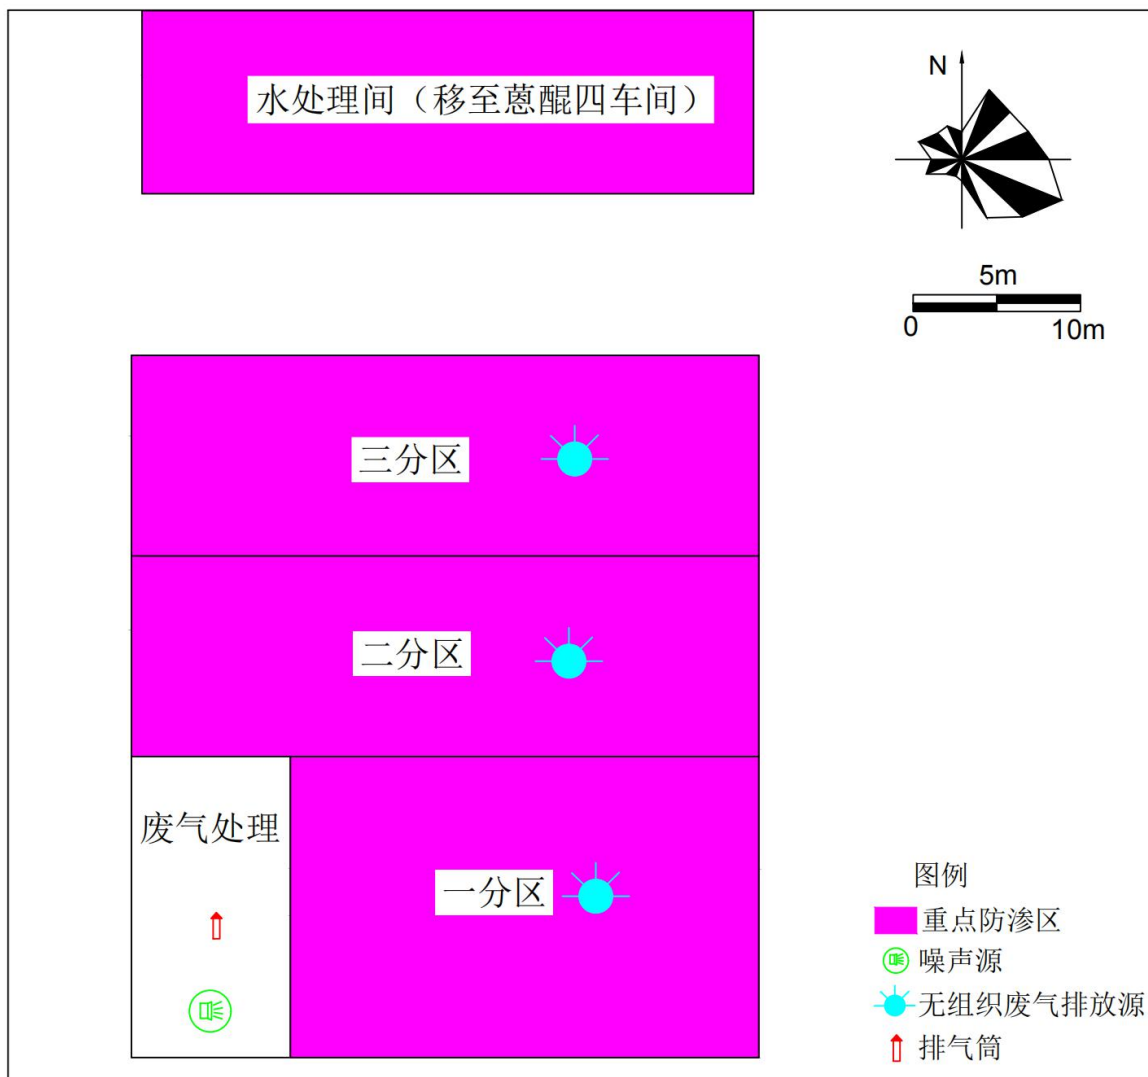 水处理间（移至蒽醌四车间）
N
5m
0
10m
三分区
二分区
废气处理
一分区
图例
重点防渗区
噪声源
无组织废气排放源
排气筒